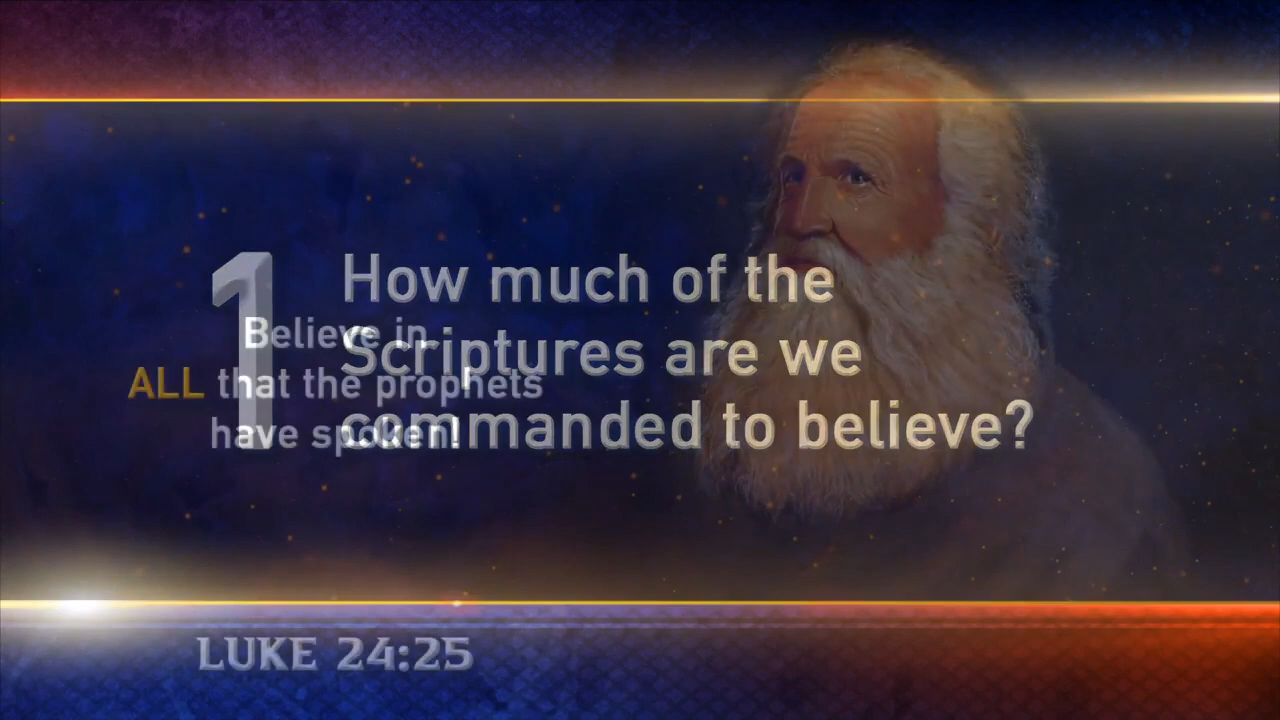 1
How much of the
Scriptures are we
commanded to believe?
Believe in
ALL that the prophets
have spoken!
LUKE 24:25